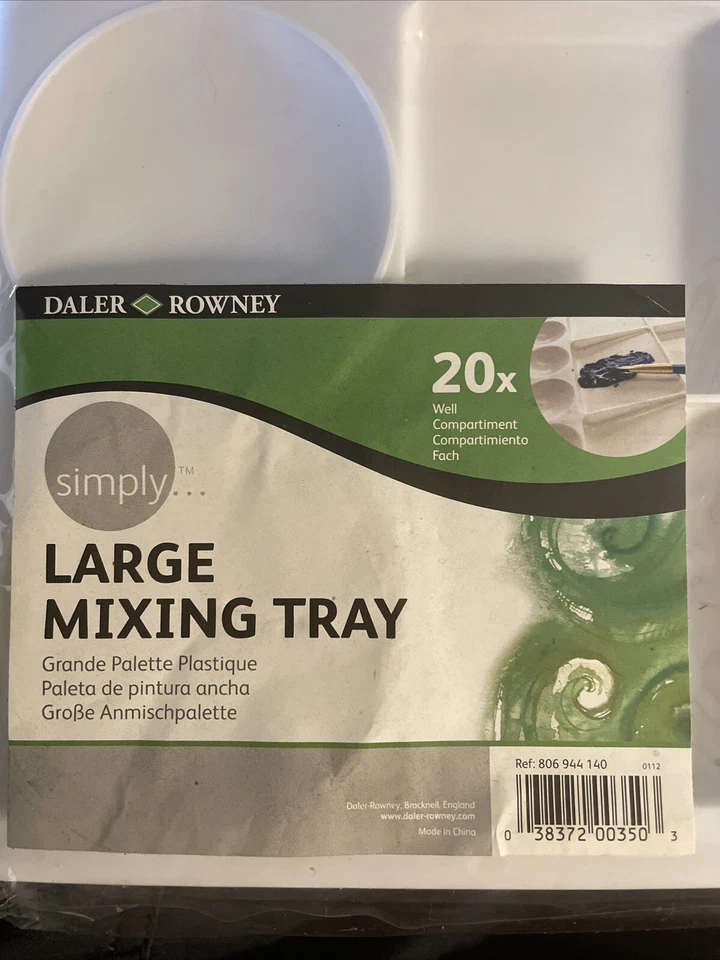 DALER ROWNEY
20x
Well
Compartiment
Compartimiento
Fach
simply...™
LARGE
MIXING TRAY
Grande Palette Plastique
Paleta de pintura ancha
Große Anmischpalette
Ref: 806 944 140 0112
Daler-Rowney, Bracknell, England
www.daler-rowney.com
Made in China
0 38372 00350 3